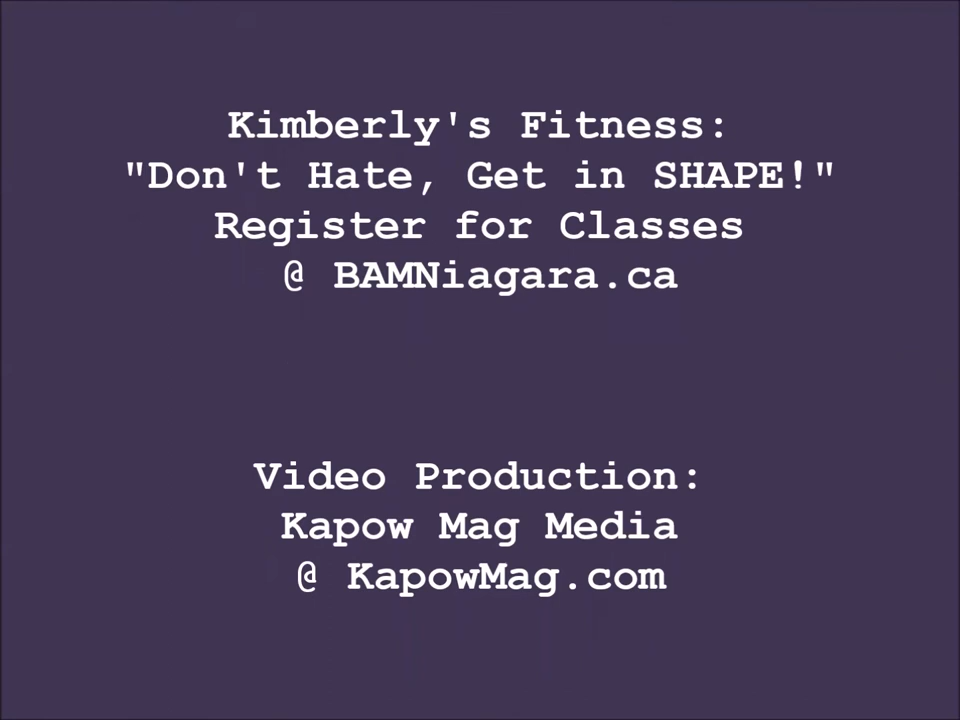 Kimberly's Fitness:
"Don't Hate, Get in SHAPE!"
Register for Classes
@ BAMNiagara.ca
Video Production:
Kapow Mag Media
@ KapowMag.com